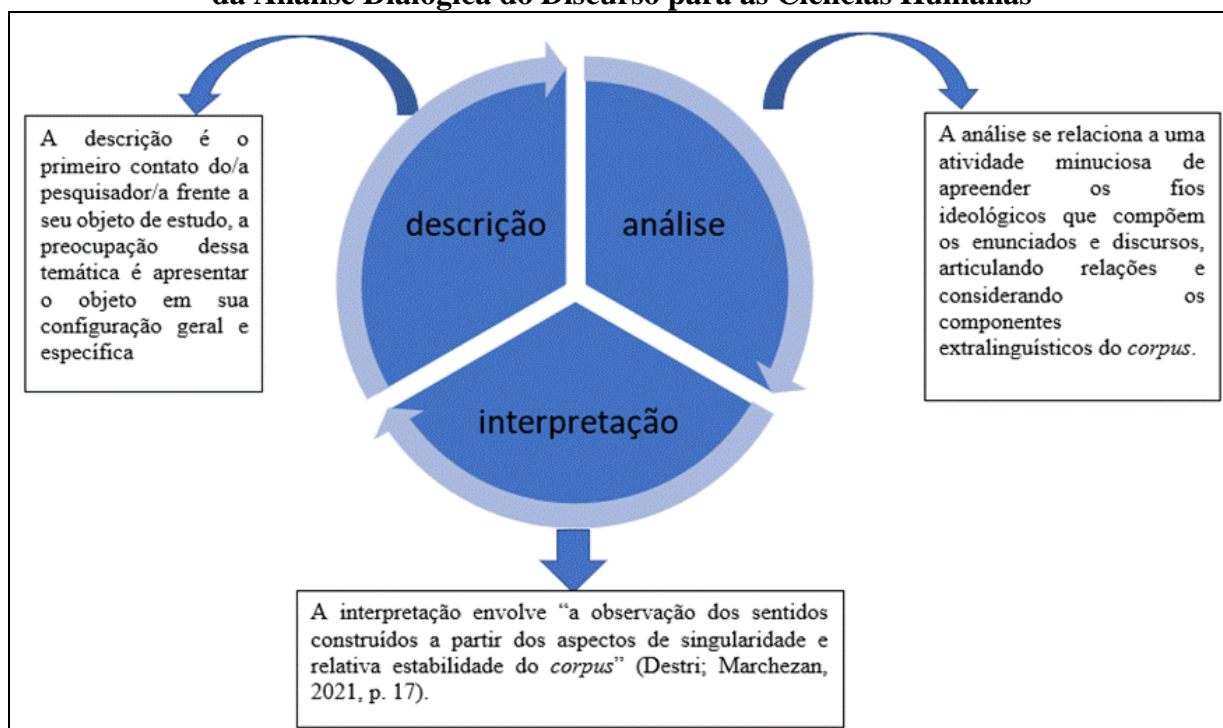 da Análise Dialógica do Discurso para as Ciências Humanas
A descrição é o
primeiro contato do/a
pesquisador/a frente a
seu objeto de estudo, a
preocupação dessa
temática é apresentar
o objeto em sua
configuração geral e
específica
descrição
análise
A análise se relaciona a uma
atividade minuciosa de
apreender os fios
ideológicos que compõem
os enunciados e discursos,
articulando relações e
considerando os
componentes
extralinguísticos do corpus.
interpretação
A interpretação envolve “a observação dos sentidos
construídos a partir dos aspectos de singularidade e
relativa estabilidade do corpus” (Destri; Marchezan,
2021, p. 17).